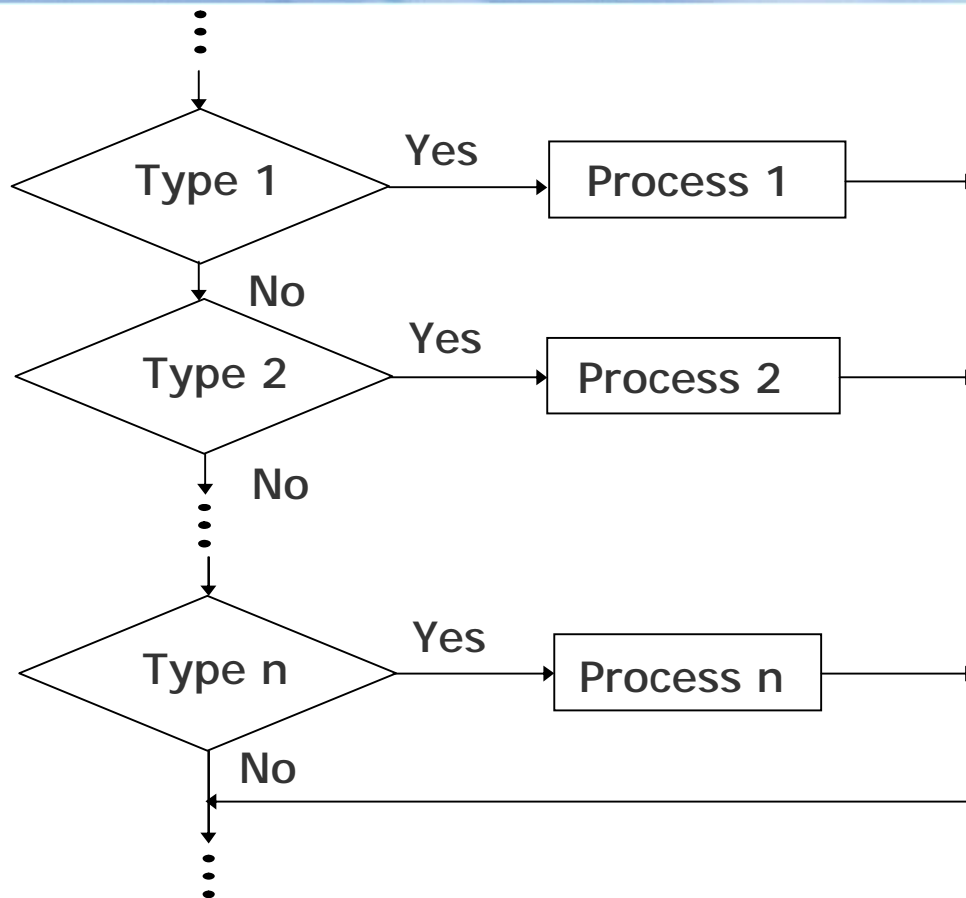 Yes
Type 1
Process 1
No
Yes
Type 2
Process 2
No
Yes
Type n
Process n
No